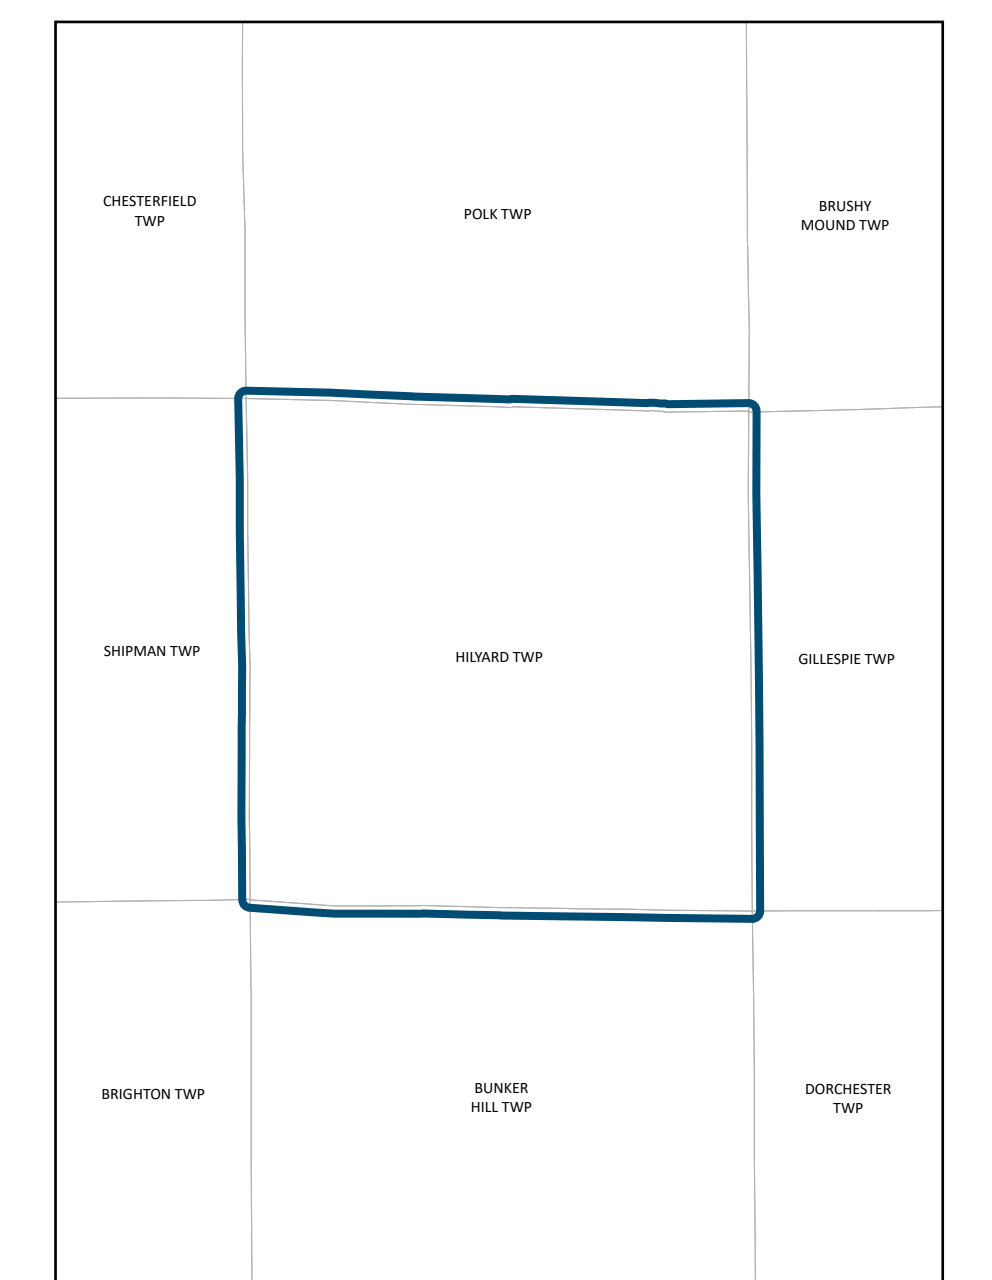 CHESTERFIELD
TWP
POLK TWP
BRUSHY
MOUND TWP
SHIPMAN TWP
HILYARD TWP
GILLESPIE TWP
BRIGHTON TWP
BUNKER
HILL TWP
DORCHESTER
TWP